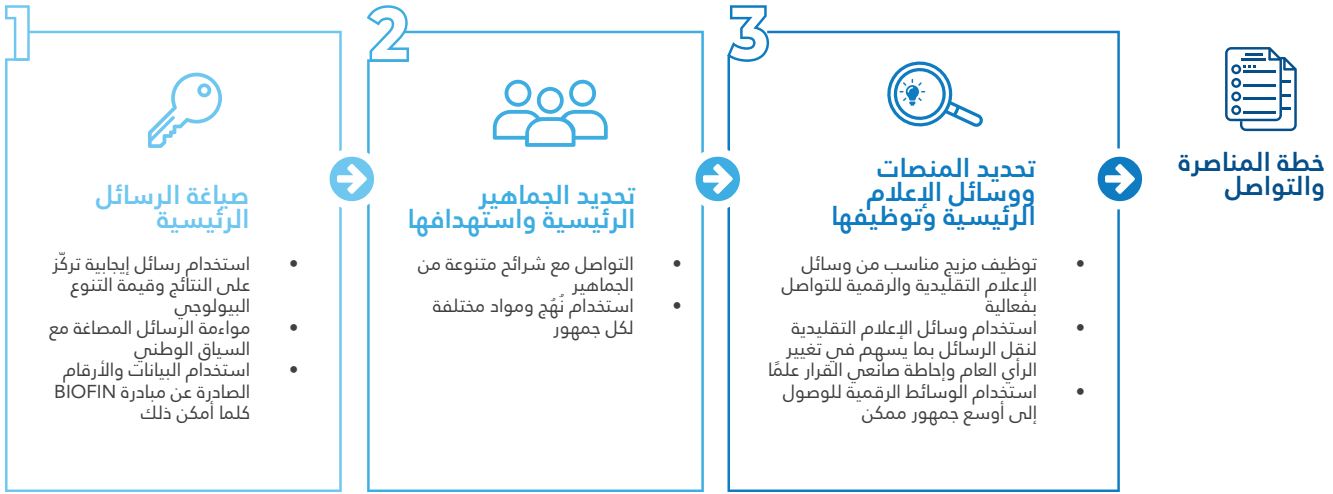 1
صياغة الرسائل
الرئيسية
• استخدام رسائل إيجابية تركّز
على النتائج وقيمة التنوع
البيولوجي
• مواءمة الرسائل المصاغة مع
السياق الوطني
• استخدام البيانات والأرقام
الصادرة عن مبادرة BIOFIN
كلما أمكن ذلك
2
تحديد الجماهير
الرئيسية واستهدافها
• التواصل مع شرائح متنوعة من
الجماهير
• استخدام نُهُج ومواد مختلفة
لكل جمهور
3
تحديد المنصات
ووسائل الإعلام
الرئيسية وتوظيفها
• توظيف مزيج مناسب من وسائل
الإعلام التقليدية والرقمية للتواصل
بفعالية
• استخدام وسائل الإعلام التقليدية
لنقل الرسائل بما يسهم في تغيير
الرأي العام وإحاطة صانعي القرار علمًا
• استخدام الوسائط الرقمية للوصول
إلى أوسع جمهور ممكن
خطة المناصرة
والتواصل